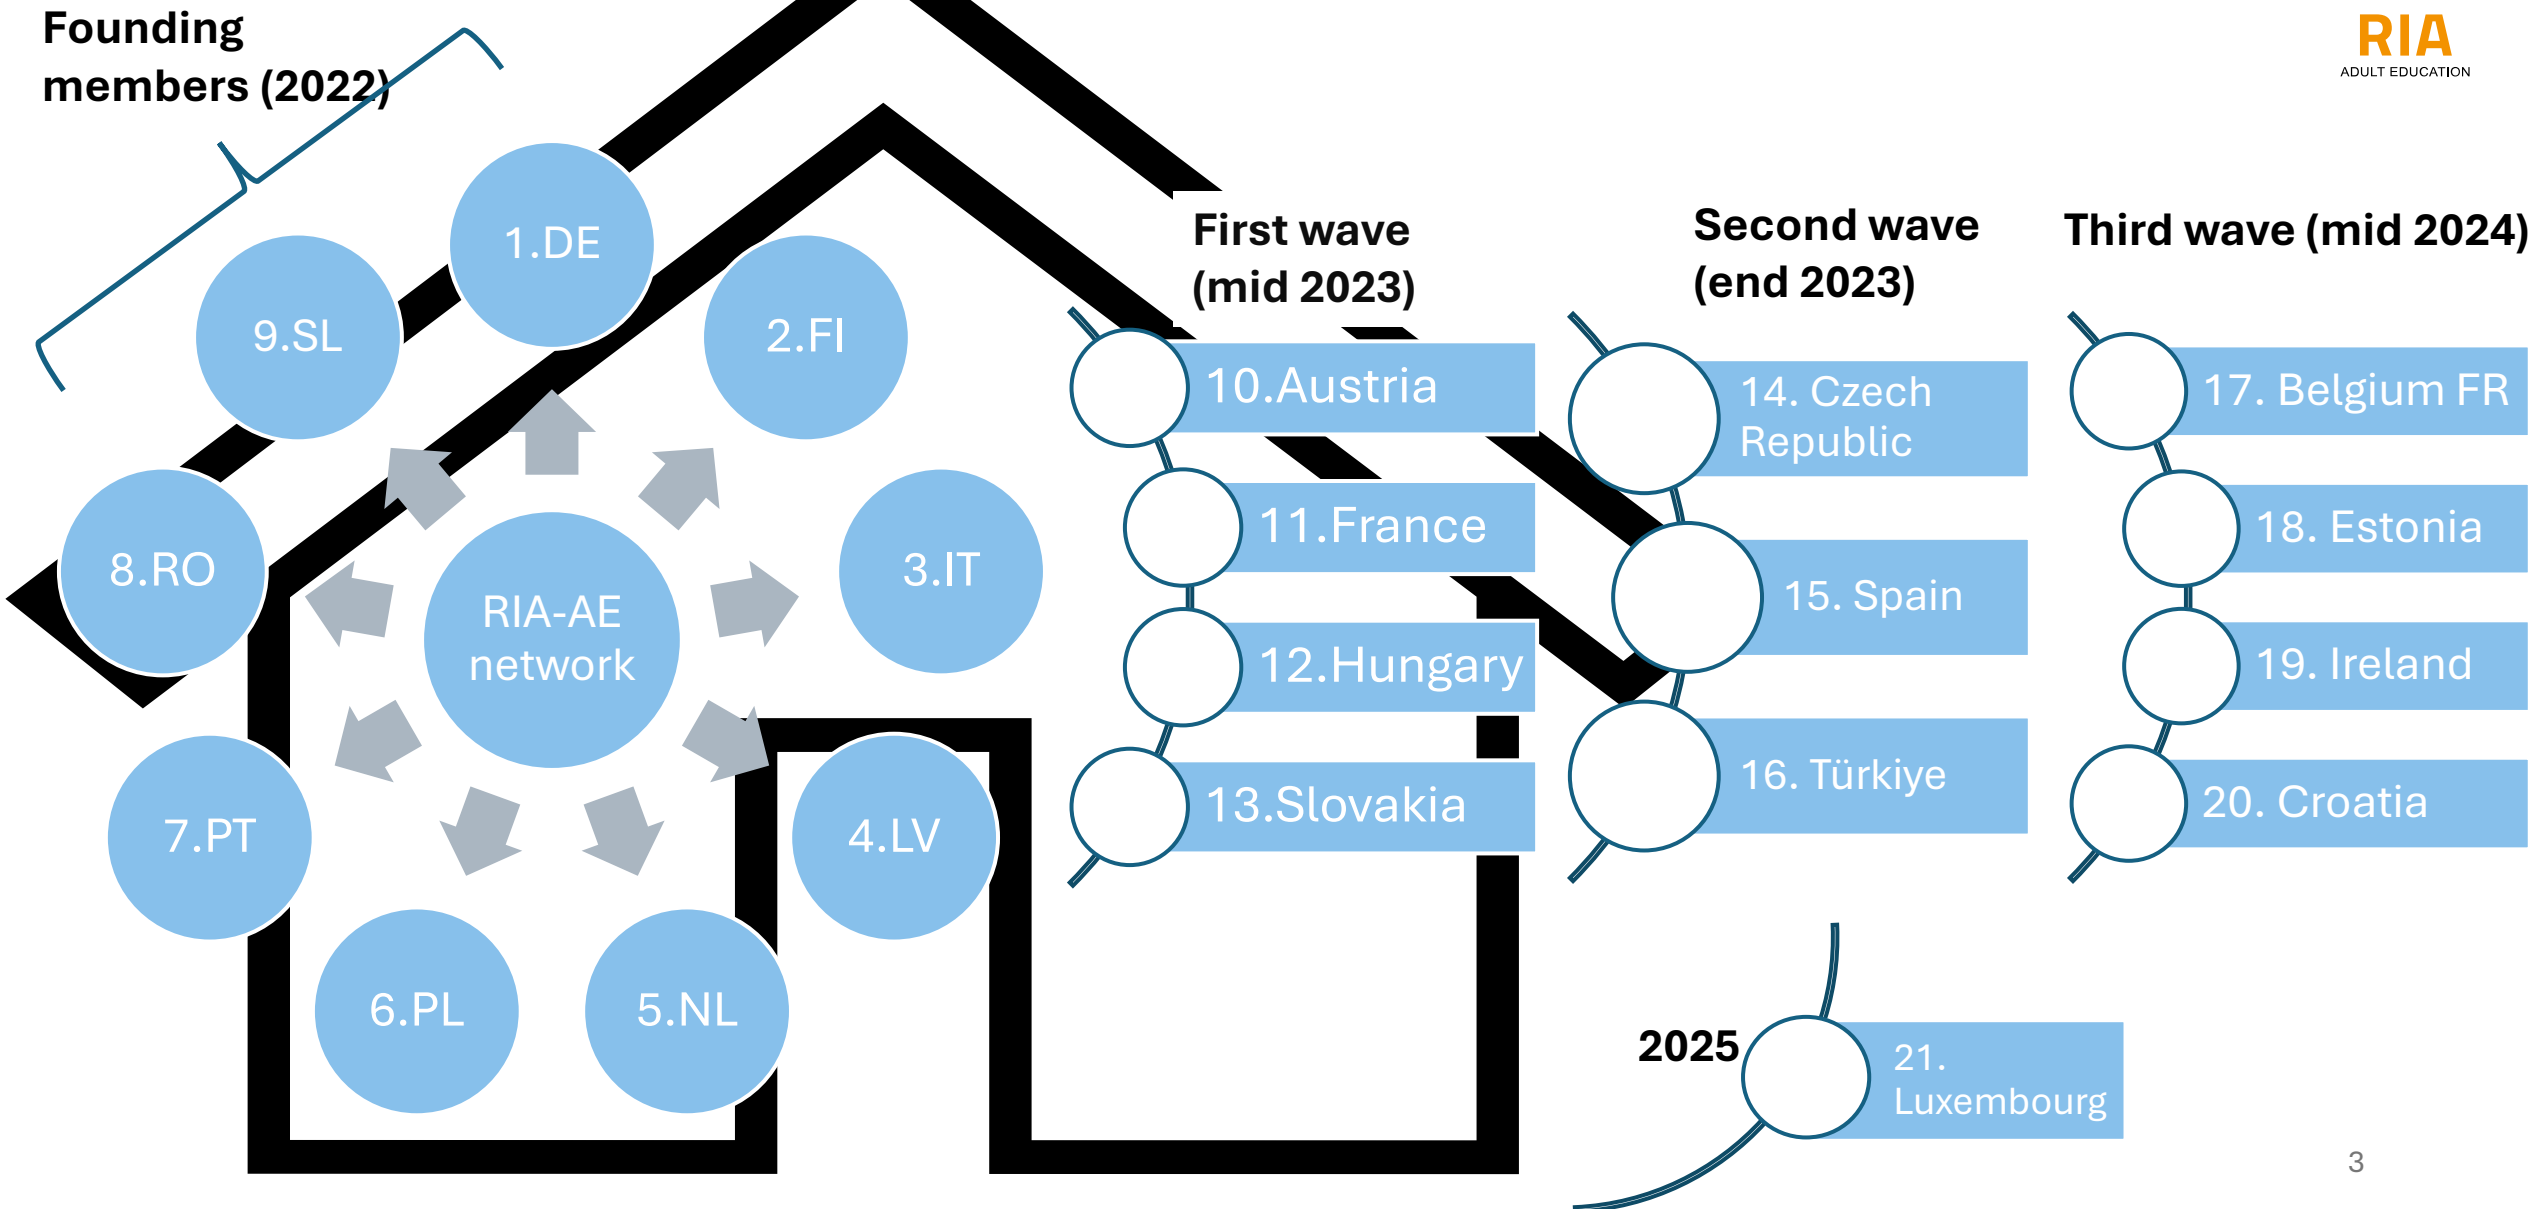 Founding
members (2022)
RIA
ADULT EDUCATION
1.DE
2.FI
3.IT
4.LV
5.NL
6.PL
7.PT
8.RO
9.SL
RIA-AE
network
First wave
(mid 2023)
10.Austria
11.France
12.Hungary
13.Slovakia
Second wave
(end 2023)
14. Czech
Republic
15. Spain
16. Türkiye
Third wave (mid 2024)
17. Belgium FR
18. Estonia
19. Ireland
20. Croatia
2025
21.
Luxembourg
3